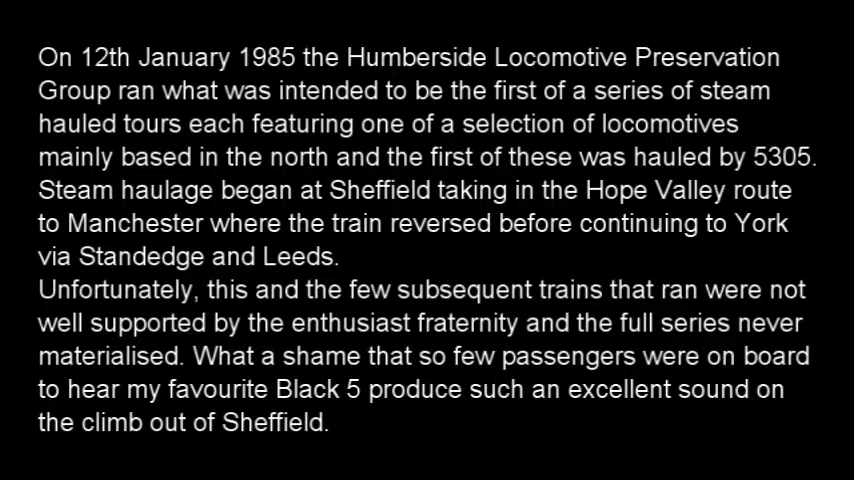 On 12th January 1985 the Humberside Locomotive Preservation
Group ran what was intended to be the first of a series of steam
hauled tours each featuring one of a selection of locomotives
mainly based in the north and the first of these was hauled by 5305.
Steam haulage began at Sheffield taking in the Hope Valley route
to Manchester where the train reversed before continuing to York
via Standedge and Leeds.
Unfortunately, this and the few subsequent trains that ran were not
well supported by the enthusiast fraternity and the full series never
materialised. What a shame that so few passengers were on board
to hear my favourite Black 5 produce such an excellent sound on
the climb out of Sheffield.